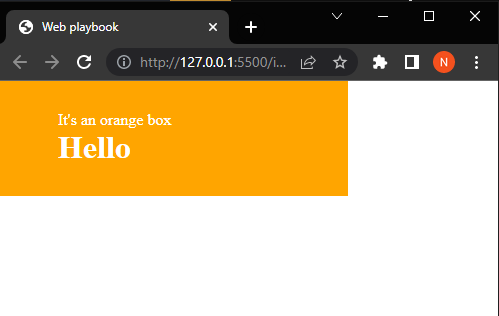 Web playbook
http://127.0.0.1:5500/i...
N
It's an orange box
Hello